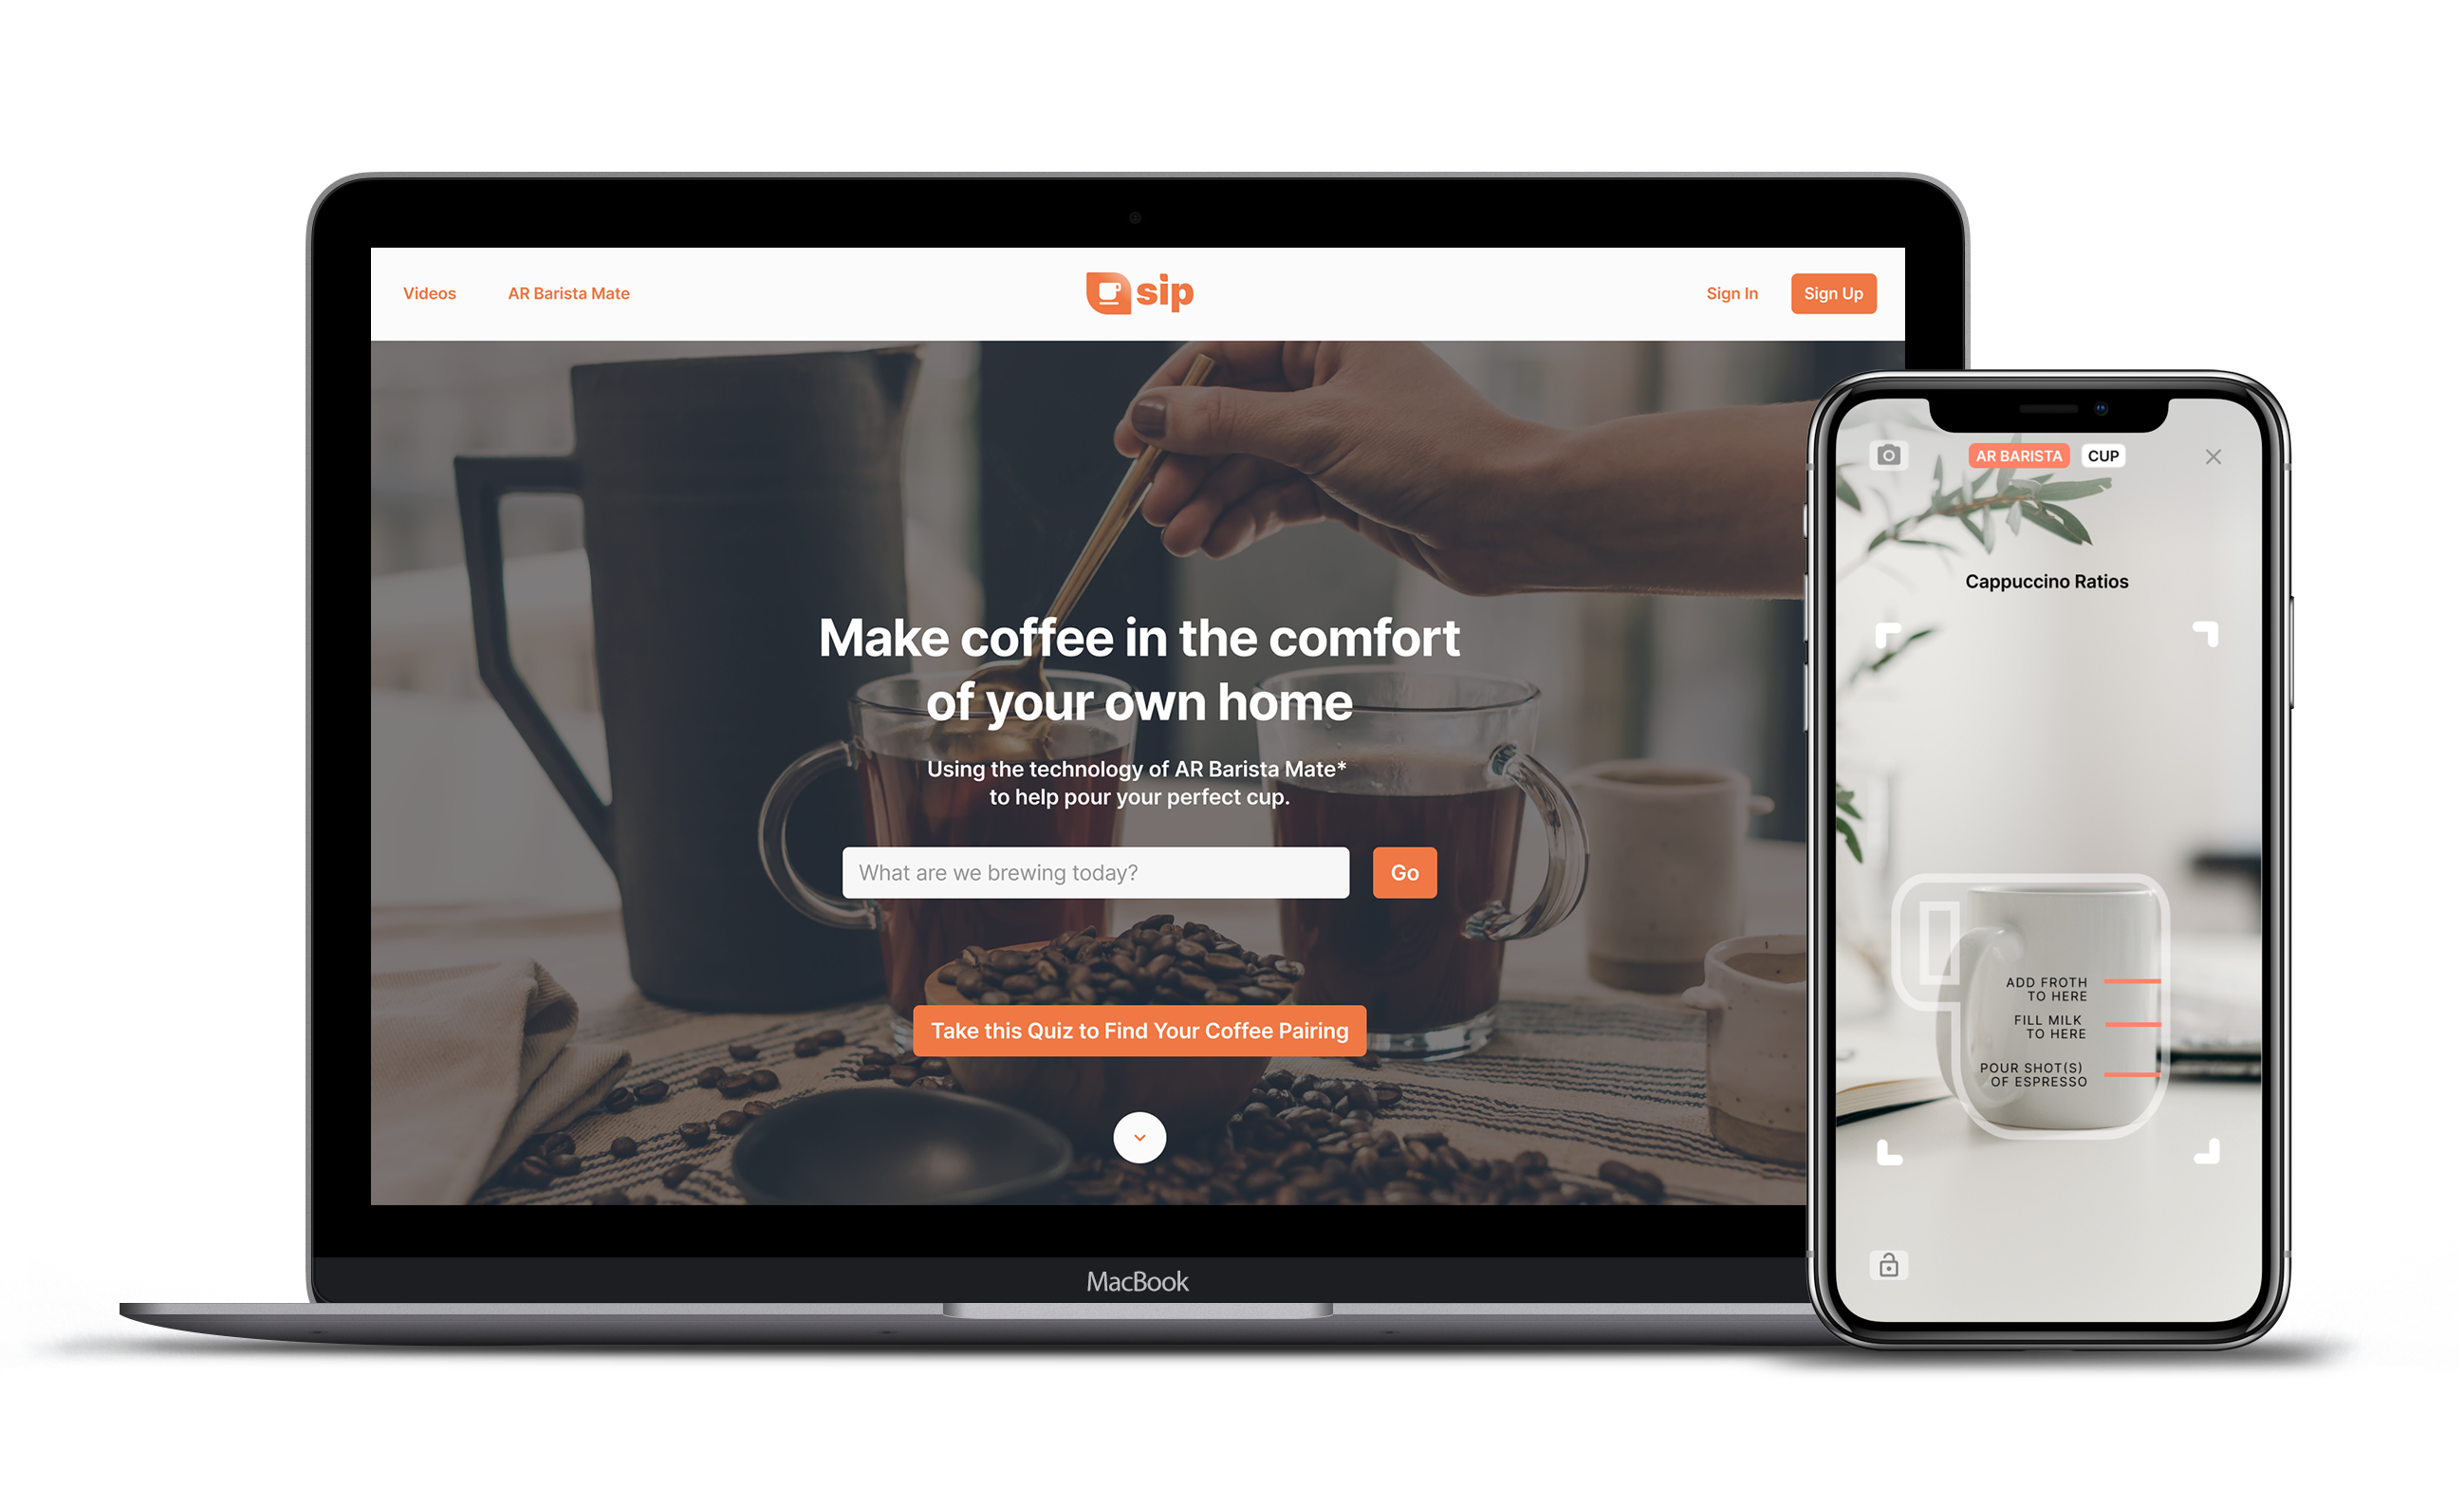 Videos
AR Barista Mate
sip
Sign In
Sign Up
Make coffee in the comfort
of your own home
Using the technology of AR Barista Mate*
to help pour your perfect cup.
What are we brewing today?
Go
Take this Quiz to Find Your Coffee Pairing
MacBook
AR BARISTA
CUP
Cappuccino Ratios
ADD FROTH
TO HERE
FILL MILK
TO HERE
POUR SHOT(S)
OF ESPRESSO